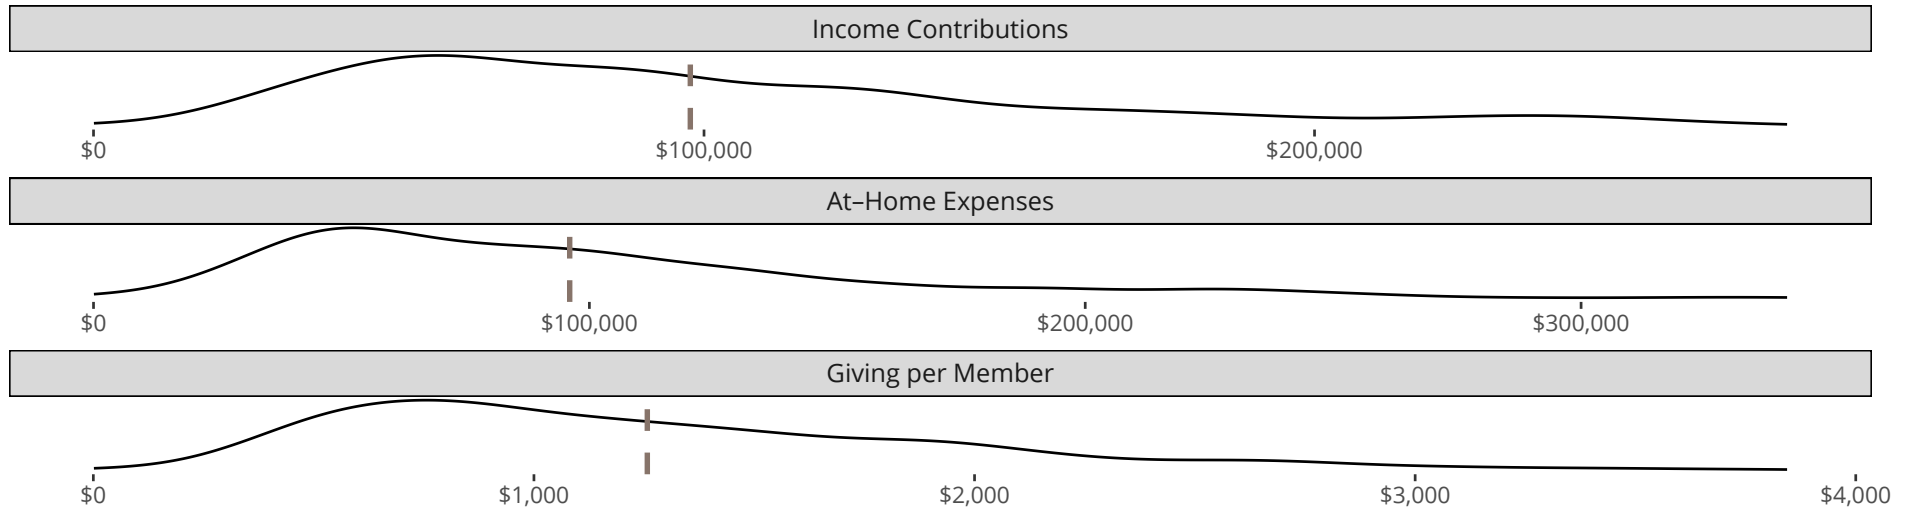 Income Contributions
$0 $100,000 $200,000
At–Home Expenses
$0 $100,000 $200,000 $300,000
Giving per Member
$0 $1,000 $2,000 $3,000 $4,000